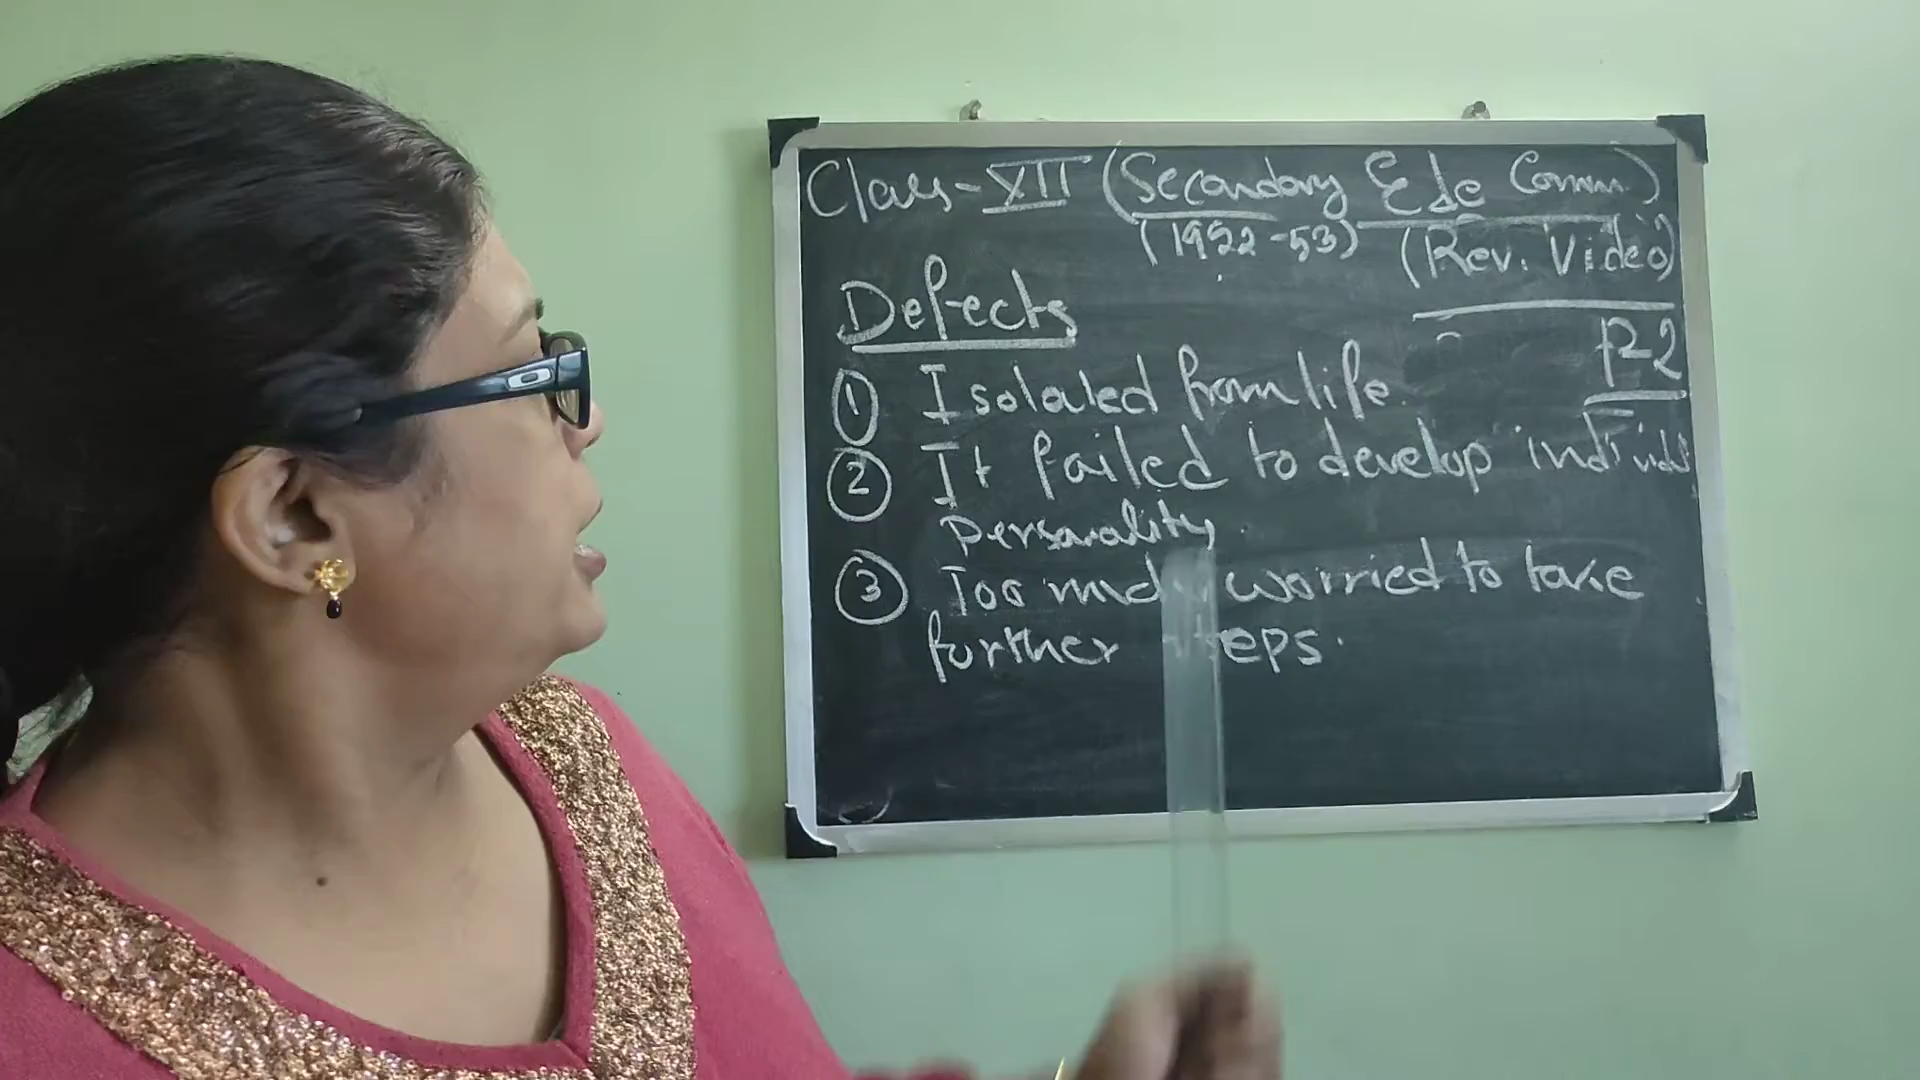 Class-XII (Secondary Edc Comm)
(1952-53) (Rev. Video)
P2
Defects
① Isolated from life.
② It failed to develop individ
personality.
③ Too much worried to take
further steps.